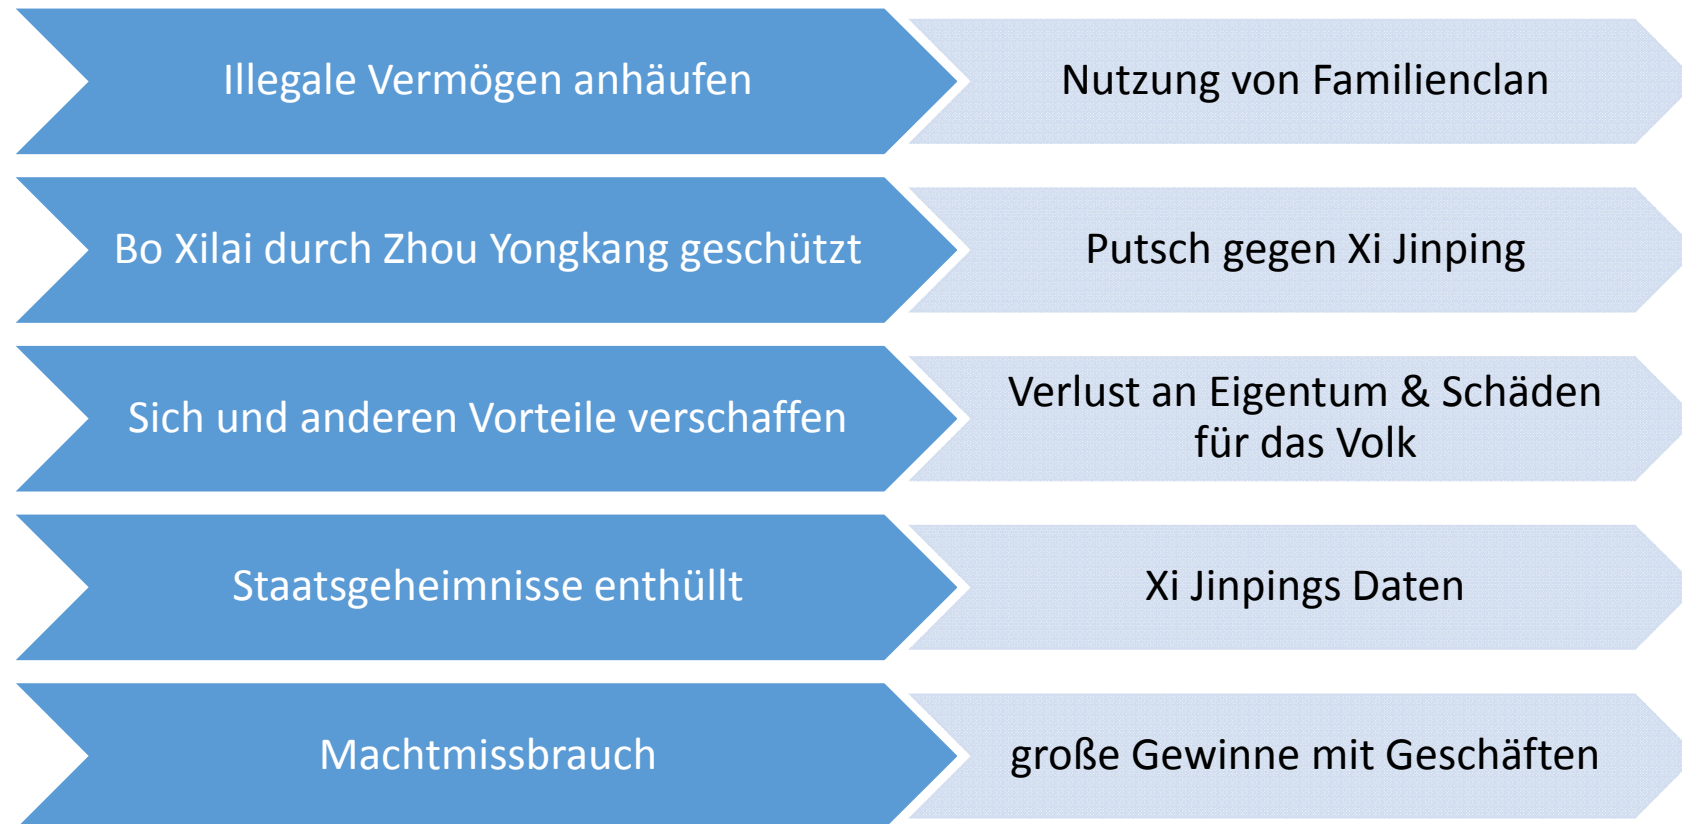 Illegale Vermögen anhäufen
Nutzung von Familienclan
Bo Xilai durch Zhou Yongkang geschützt
Putsch gegen Xi Jinping
Sich und anderen Vorteile verschaffen
Verlust an Eigentum & Schäden
für das Volk
Staatsgeheimnisse enthüllt
Xi Jinpings Daten
Machtmissbrauch
große Gewinne mit Geschäften